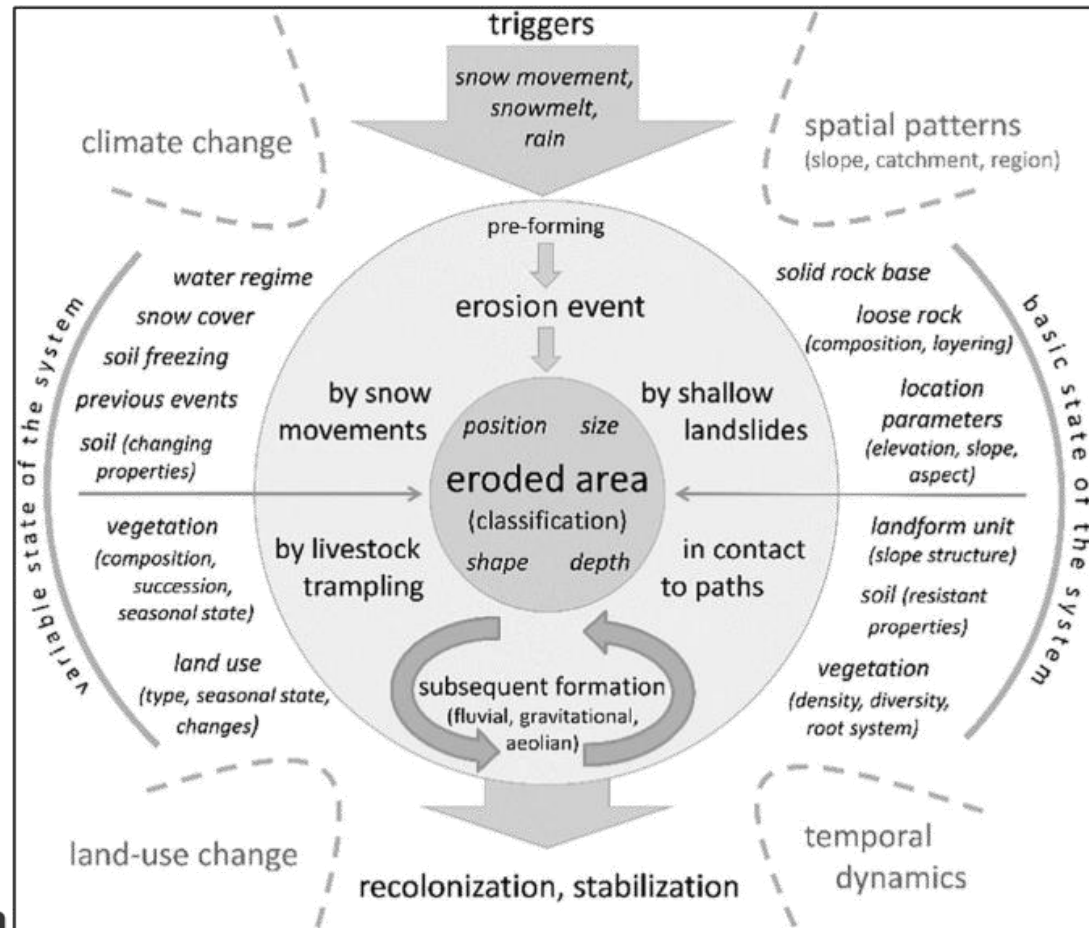 triggers
snow movement,
snowmelt,
rain
climate change
spatial patterns
(slope, catchment, region)
variable state of the system
water regime
snow cover
soil freezing
previous events
soil (changing
properties)
vegetation
(composition,
succession,
seasonal state)
land use
(type, seasonal state,
changes)
pre-forming
erosion event
by snow
movements
by shallow
landslides
position size
eroded area
(classification)
shape depth
by livestock
trampling
in contact
to paths
subsequent formation
(fluvial, gravitational,
aeolian)
solid rock base
loose rock
(composition, layering)
location
parameters
(elevation, slope,
aspect)
landform unit
(slope structure)
soil (resistant
properties)
vegetation
(density, diversity,
root system)
basic state of the system
land-use change
temporal
dynamics
recolonization, stabilization